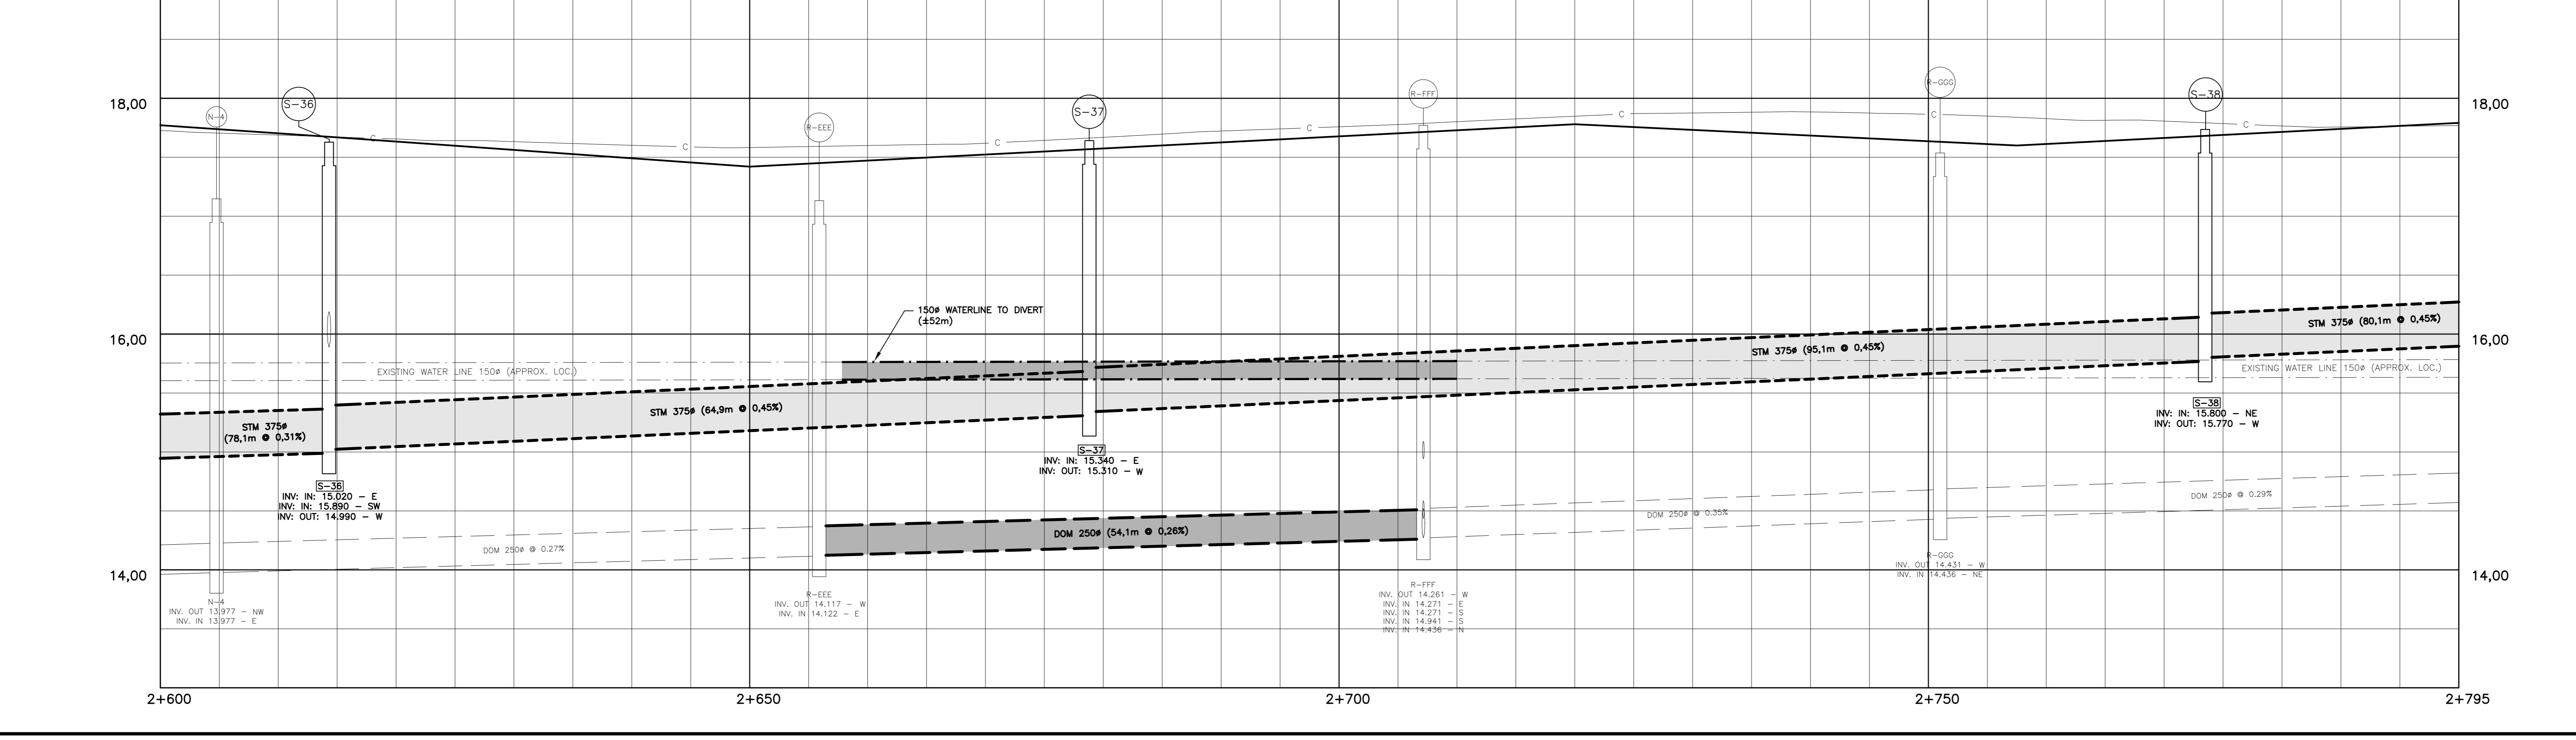 R-GGG
R-FFF
S-38
18,00
S-36
18,00
S-37
N-4
R-EEE
C
C
C
C
C
C
C
150ø WATERLINE TO DIVERT
(±52m)
STM 375ø (80,1m @ 0,45%)
16,00
16,00
STM 375ø (95,1m @ 0,45%)
EXISTING WATER LINE 150ø (APPROX. LOC.)
EXISTING WATER LINE 150ø (APPROX. LOC.)
STM 375ø (64,9m @ 0,45%)
STM 375ø
(78,1m @ 0,31%)
S-38
INV: IN: 15.800 - NE
INV: OUT: 15.770 - W
S-37
INV: IN: 15.340 - E
INV: OUT: 15.310 - W
S-36
INV: IN: 15.020 - E
INV: IN: 15.890 - SW
INV: OUT: 14.990 - W
DOM 250ø @ 0.29%
DOM 250ø @ 0.35%
DOM 250ø (54,1m @ 0,26%)
DOM 250ø @ 0.27%
14,00
14,00
R-GGG
INV. OUT 14.431 - W
INV. IN 14.436 - NE
R-FFF
INV. OUT 14.261 - W
INV. IN 14.271 - E
INV. IN 14.271 - S
INV. IN 14.941 - S
INV. IN 14.436 - N
R-EEE
INV. OUT 14.117 - W
INV. IN 14.122 - E
N-4
INV. OUT 13.977 - NW
INV. IN 13.977 - E
2+600
2+650
2+700
2+750
2+795